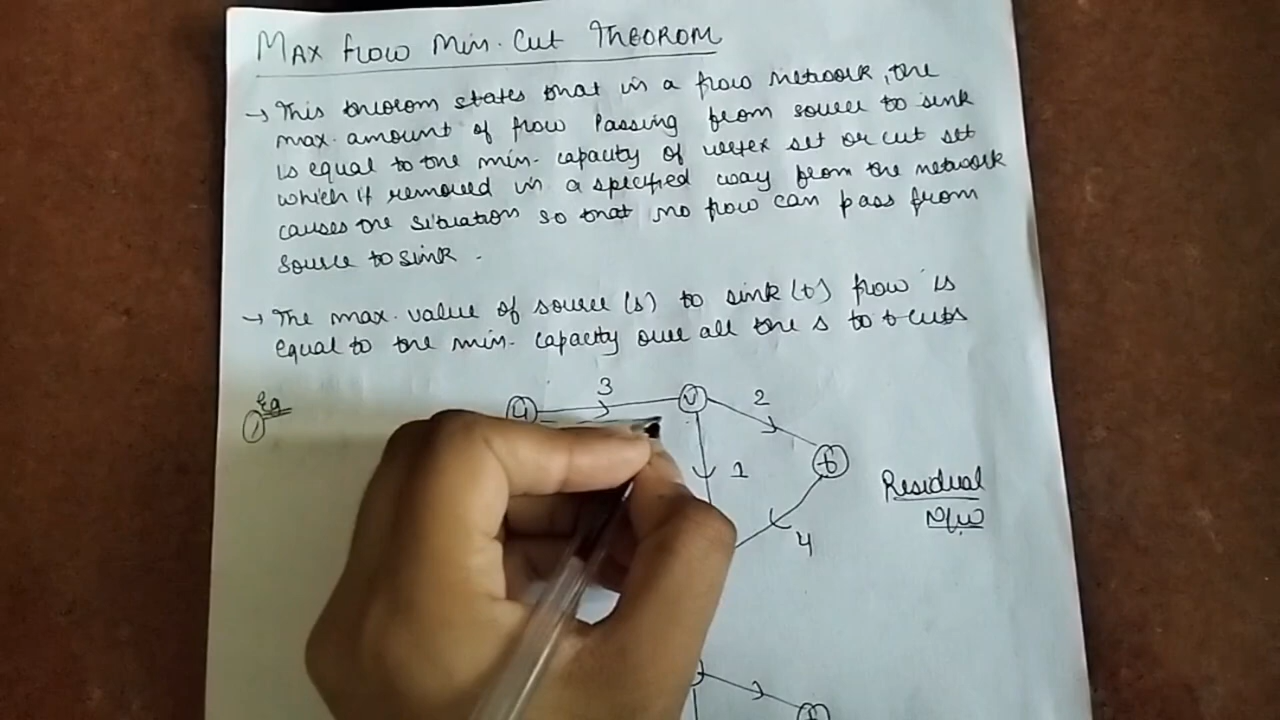 MAX flow Min. Cut THEOROM
→ This theorom states that in a flow network, the
max. amount of flow Passing from source to sink
is equal to the min. capacity of vertex set or cut set
which if removed in a specified way from the network
causes the situation so that no flow can pass from
source to sink.
→ The max. value of source (s) to sink (t) flow is
equal to the min. capacity over all the s to t cuts
Eg
1
3
v
2
t
1
4
Residual
N/W